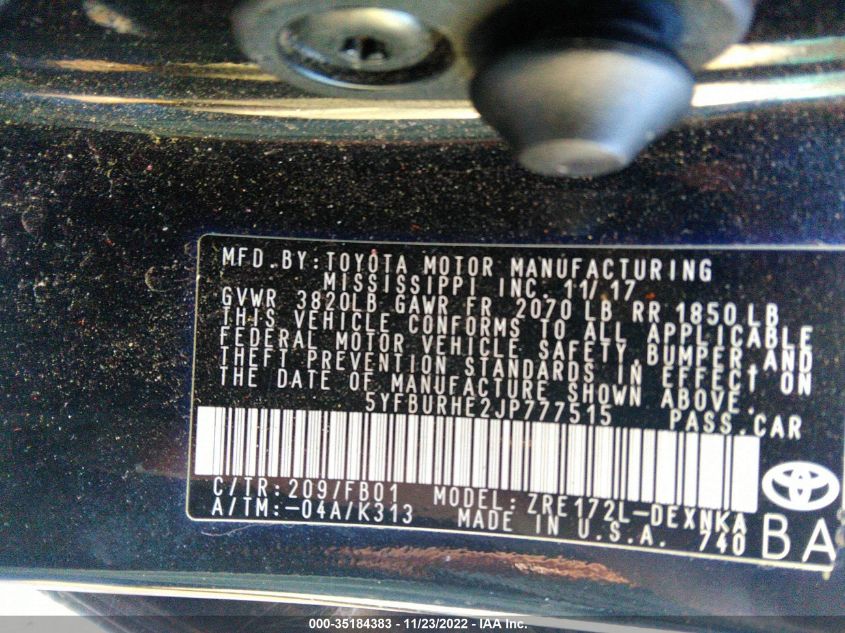 MFD.BY:TOYOTA MOTOR MANUFACTURING
MISSISSIPPI INC. 11/17
GVWR 3820LB GAWR FR 2070 LB RR 1850 LB
THIS VEHICLE CONFORMS TO ALL APPLICABLE
FEDERAL MOTOR VEHICLE SAFETY,BUMPER,AND
THEFT PREVENTION STANDARDS IN EFFECT ON
THE DATE OF MANUFACTURE SHOWN ABOVE.
5YFBURHE2JP777515 PASS.CAR
C/TR:209/FB01 MODEL:ZRE172L-DEXNKA
A/TM:-04A/K313 MADE IN U.S.A. 740
BA
000-35184383 - 11/23/2022 - IAA Inc.